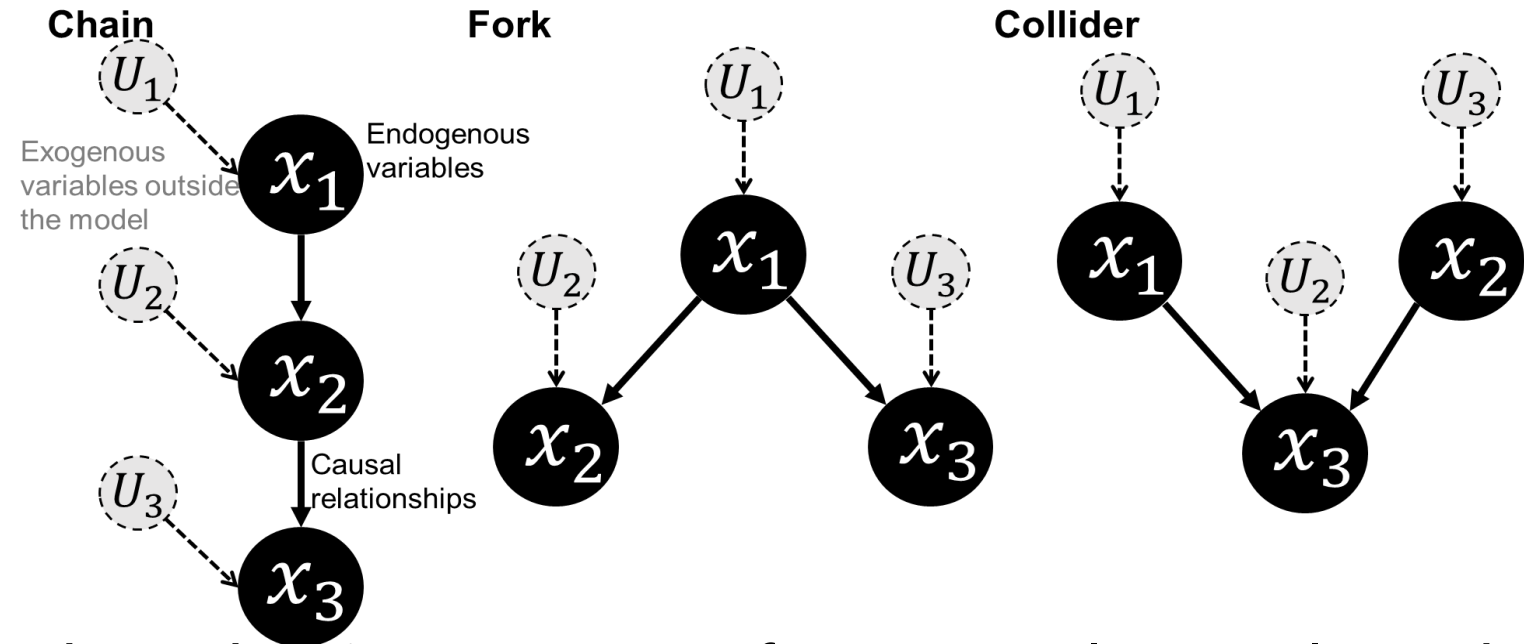 Chain
U₁
Exogenous
variables outside
the model
x₁
Endogenous
variables
U₂
x₂
Causal
relationships
U₃
x₃
Fork
U₁
x₁
U₂
U₃
x₂
x₃
Collider
U₁
U₃
x₁
x₂
U₂
x₃